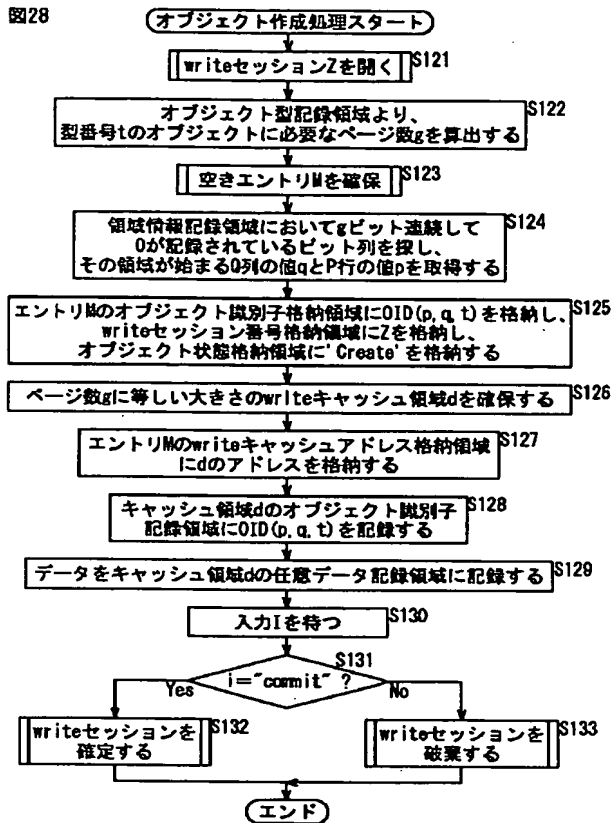 図28
オブジェクト作成処理スタート
writeセッションZを開く
S121
オブジェクト型記録領域より、
型番号tのオブジェクトに必要なページ数gを算出する
S122
空きエントリMを確保
S123
領域情報記録領域においてgビット連続して
0が記録されているビット列を探し、
その領域が始まるQ列の値qとP行の値pを取得する
S124
エントリMのオブジェクト識別子格納領域にOID(p,q,t)を格納し、
writeセッション番号格納領域にZを格納し、
オブジェクト状態格納領域に'Create'を格納する
S125
ページ数gに等しい大きさのwriteキャッシュ領域dを確保する
S126
エントリMのwriteキャッシュアドレス格納領域
にdのアドレスを格納する
S127
キャッシュ領域dのオブジェクト識別子
記録領域にOID(p,q,t)を記録する
S128
データをキャッシュ領域dの任意データ記録領域に記録する
S129
入力Iを待つ
S130
i="commit" ?
S131
Yes
No
writeセッションを
確定する
S132
writeセッションを
破棄する
S133
エンド